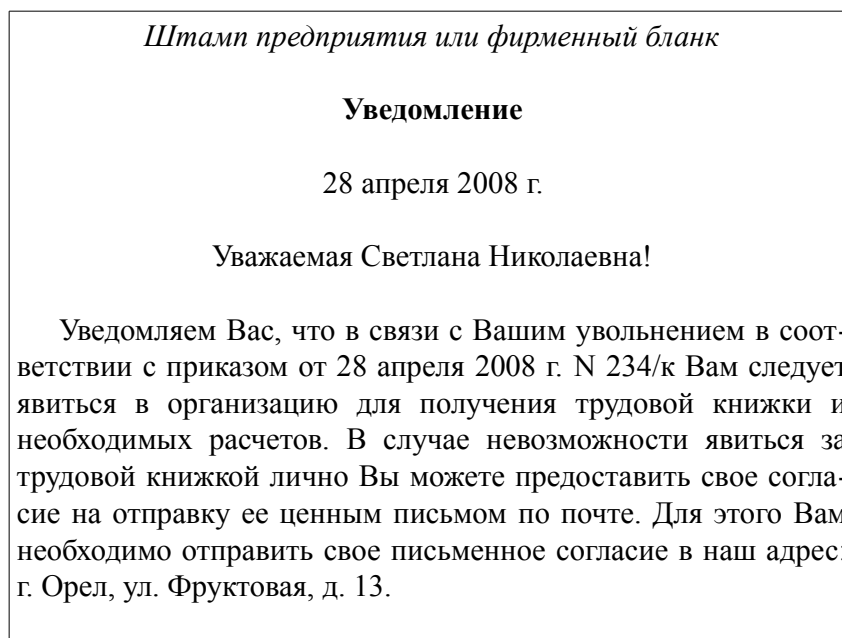 Штамп предприятия или фирменный бланк
Уведомление
28 апреля 2008 г.
Уважаемая Светлана Николаевна!
Уведомляем Вас, что в связи с Вашим увольнением в соот-
ветствии с приказом от 28 апреля 2008 г. N 234/к Вам следует
явиться в организацию для получения трудовой книжки и
необходимых расчетов. В случае невозможности явиться за
трудовой книжкой лично Вы можете предоставить свое согла-
сие на отправку ее ценным письмом по почте. Для этого Вам
необходимо отправить свое письменное согласие в наш адрес:
г. Орел, ул. Фруктовая, д. 13.